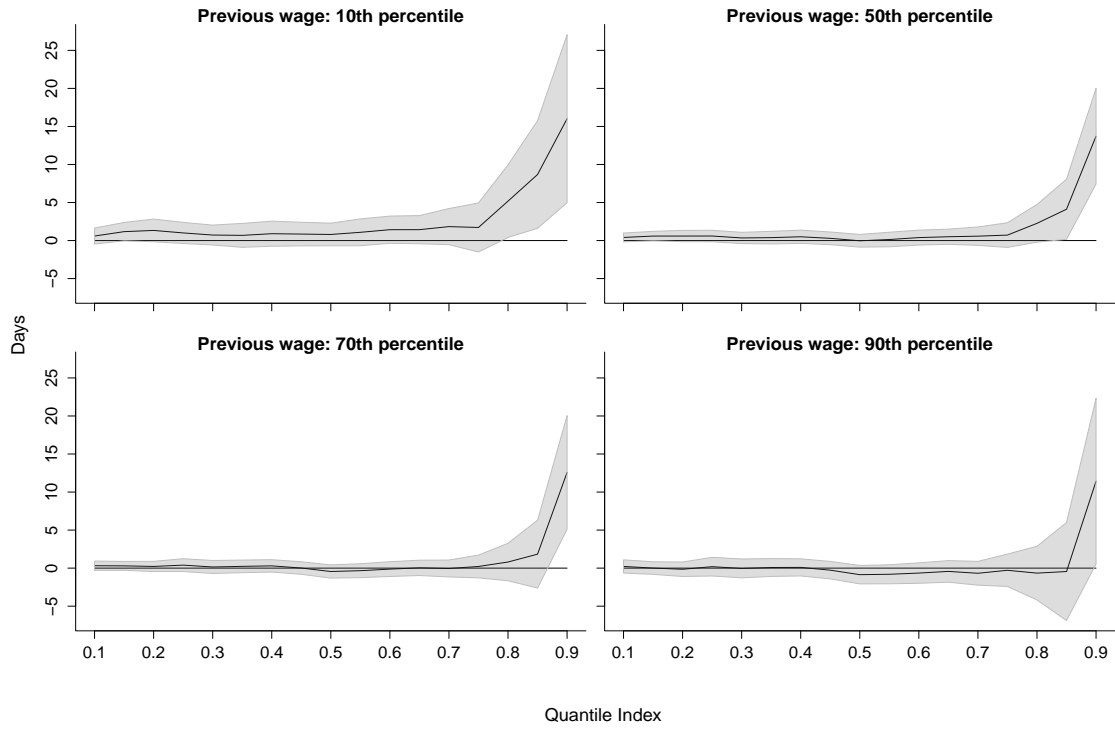 Previous wage: 10th percentile
Previous wage: 50th percentile
25
20
15
10
5
0
−5
Days
Previous wage: 70th percentile
Previous wage: 90th percentile
25
20
15
10
5
0
−5
0.1 0.2 0.3 0.4 0.5 0.6 0.7 0.8 0.9
0.1 0.2 0.3 0.4 0.5 0.6 0.7 0.8 0.9
Quantile Index